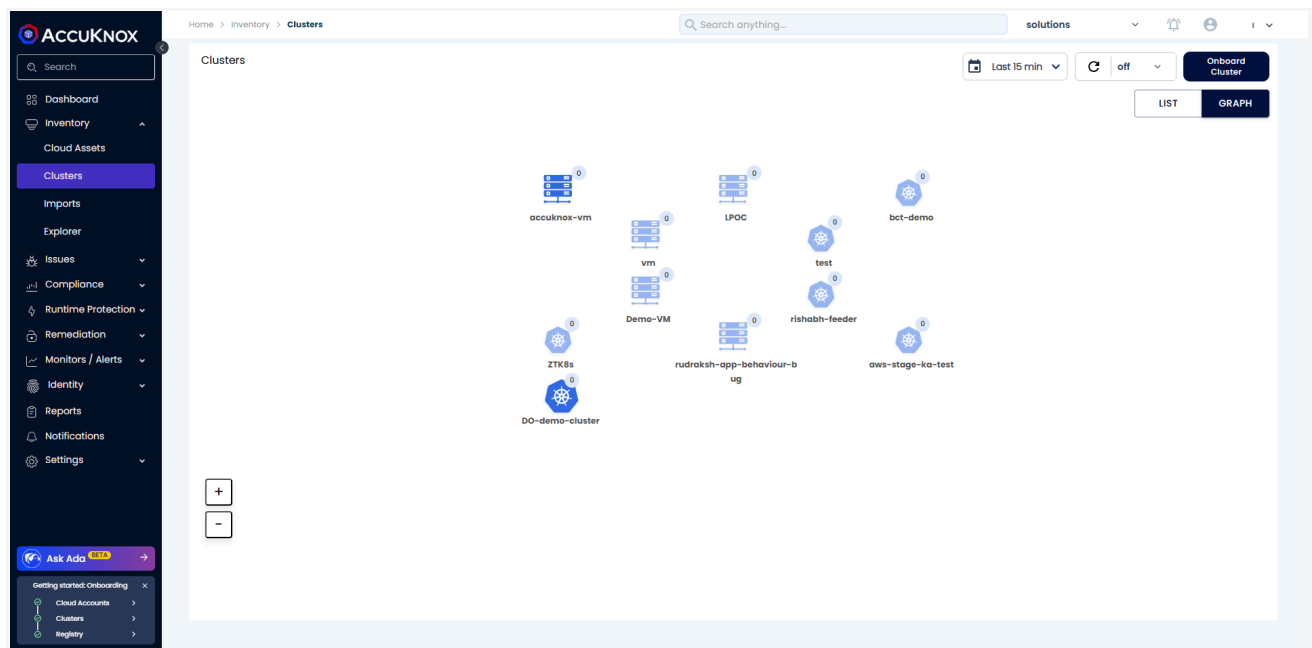 ACCUKNOX
Search
Dashboard
Inventory
Cloud Assets
Clusters
Imports
Explorer
Issues
Compliance
Runtime Protection
Remediation
Monitors / Alerts
Identity
Reports
Notifications
Settings
Ask Ada BETA
Getting started: Onboarding
Cloud Accounts
Clusters
Registry
Home > Inventory > Clusters
Search anything...
solutions
Clusters
Last 15 min
off
Onboard
Cluster
LIST
GRAPH
0
accuknox-vm
0
LPOC
0
bct-demo
0
vm
0
test
0
Demo-VM
0
rishabh-feeder
0
ZTK8s
0
rudraksh-app-behaviour-b
ug
0
aws-stage-ka-test
0
DO-demo-cluster
+
-